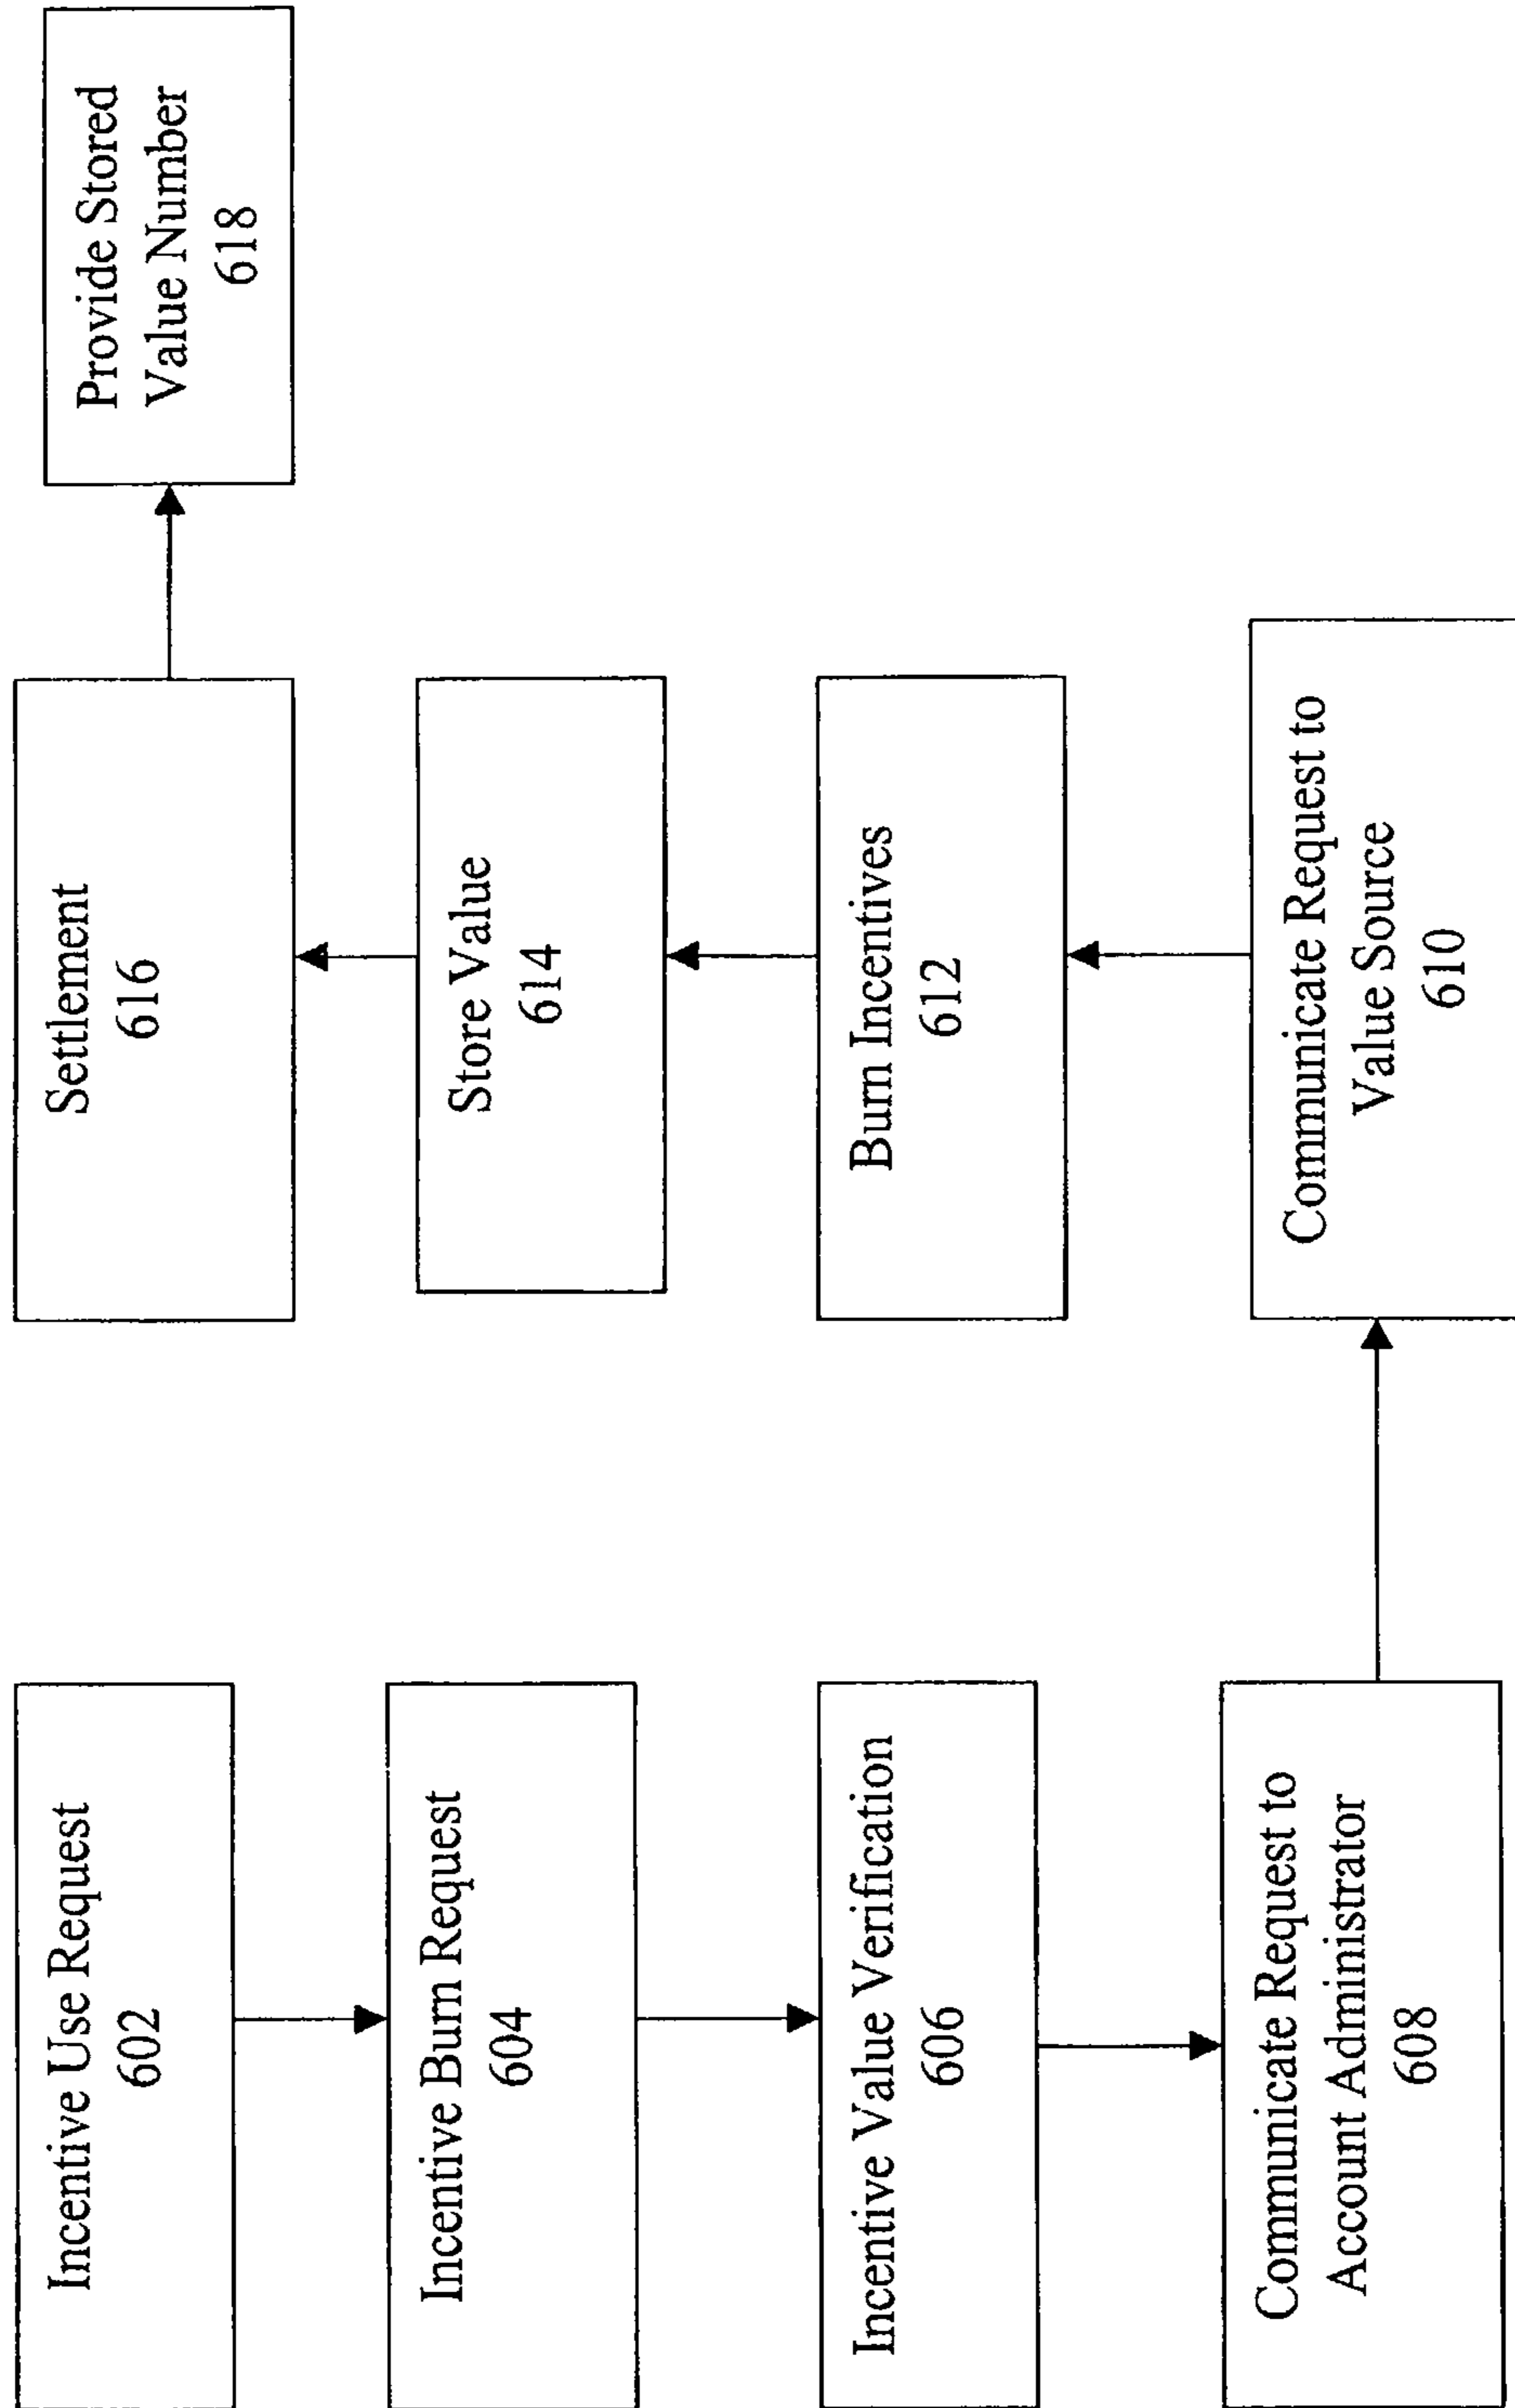 Incentive Use Request
602
Incentive Burn Request
604
Incentive Value Verification
606
Communicate Request to
Account Administrator
608
Communicate Request to
Value Source
610
Burn Incentives
612
Store Value
614
Settlement
616
Provide Stored
Value Number
618